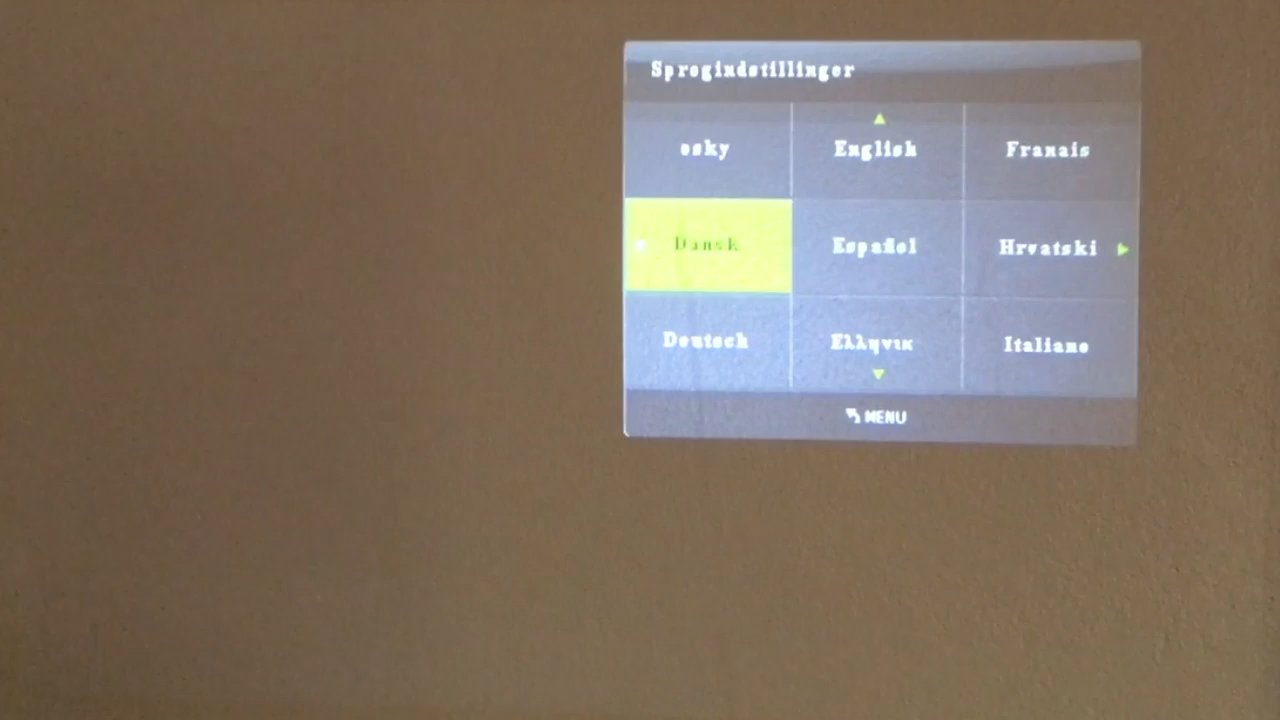 Sprogindstillinger
esky English Franais
Dansk Español Hrvatski
Deutsch Ελληνικ Italiano
MENU